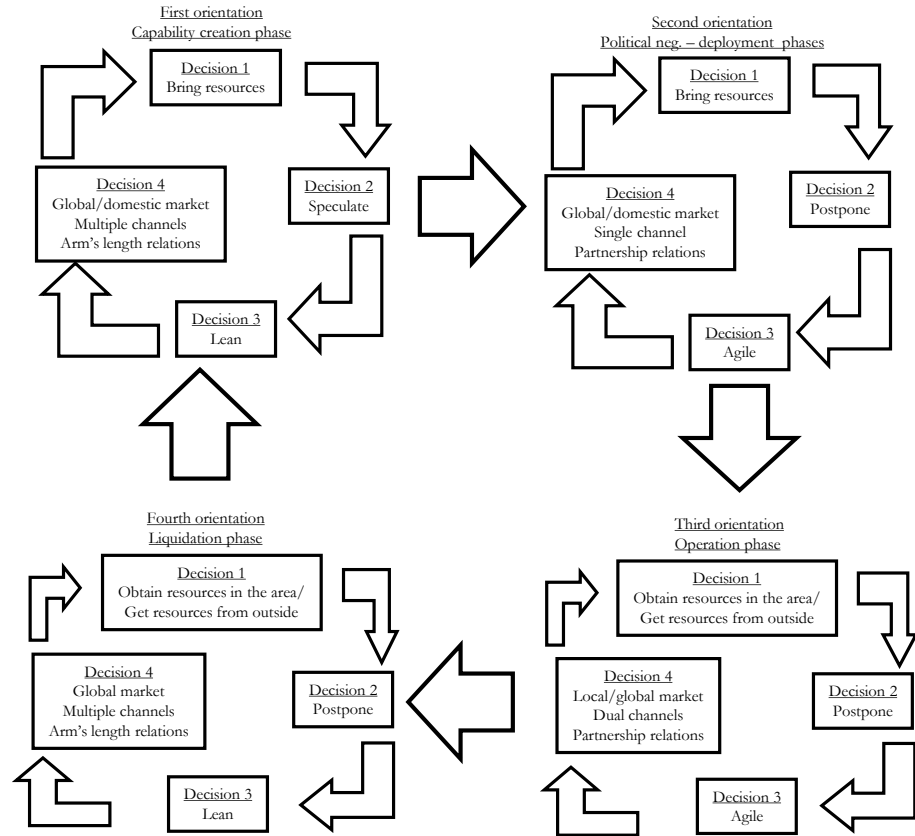 First orientation
Capability creation phase
Decision 1
Bring resources
Decision 2
Speculate
Decision 3
Lean
Decision 4
Global/domestic market
Multiple channels
Arm's length relations
Second orientation
Political neg. – deployment phases
Decision 1
Bring resources
Decision 2
Postpone
Decision 3
Agile
Decision 4
Global/domestic market
Single channel
Partnership relations
Third orientation
Operation phase
Decision 1
Obtain resources in the area/
Get resources from outside
Decision 2
Postpone
Decision 3
Agile
Decision 4
Local/global market
Dual channels
Partnership relations
Fourth orientation
Liquidation phase
Decision 1
Obtain resources in the area/
Get resources from outside
Decision 2
Postpone
Decision 3
Lean
Decision 4
Global market
Multiple channels
Arm's length relations